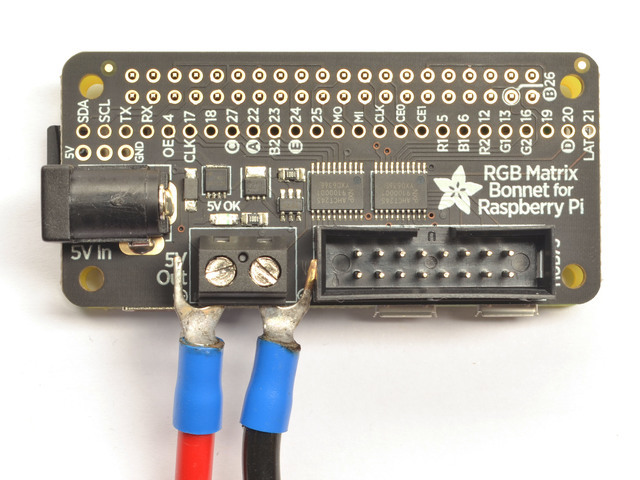 SDA
SCL
TX
RX
OE 4
CLK 17
18
C 27
A 22
B2 23
E 24
25
MO
MI
CLK
CE0
CE1
R1 5
B1 6
R2 12
G1 13
G2 16
19
D 20
LAT 21
B 26
5V
GND
5V OK
RGB Matrix
Bonnet for
Raspberry Pi
5V In
5V
Out